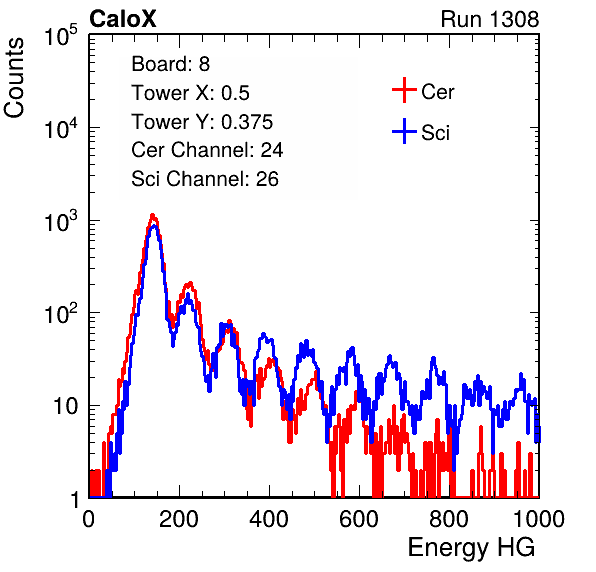 CaloX Run 1308
Counts
10^5
10^4
10^3
10^2
10
1
Board: 8
Tower X: 0.5
Tower Y: 0.375
Cer Channel: 24
Sci Channel: 26
Cer
Sci
0 200 400 600 800 1000
Energy HG